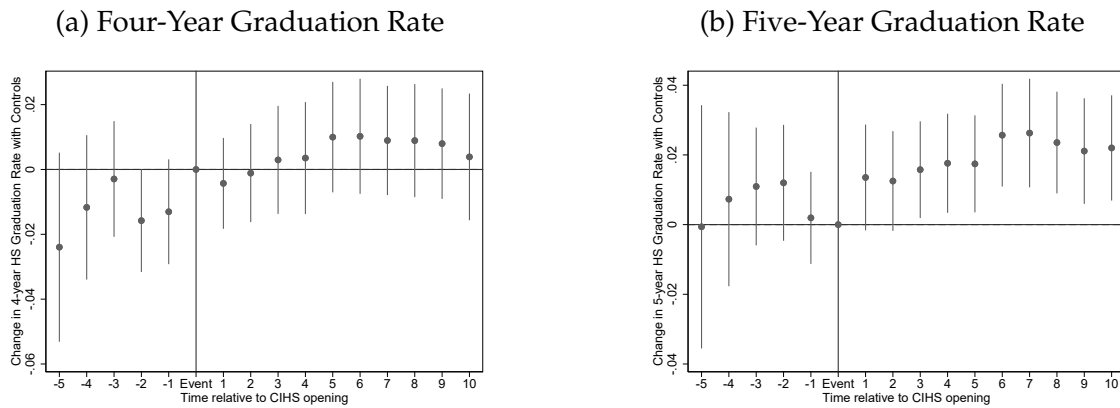 (a) Four-Year Graduation Rate
Change in 4-year HS Graduation Rate with Controls
.02
0
-.02
-.04
-.06
-5 -4 -3 -2 -1 Event 1 2 3 4 5 6 7 8 9 10
Time relative to CIHS opening
(b) Five-Year Graduation Rate
Change in 5-year HS Graduation Rate with Controls
.04
.02
0
-.02
-.04
-5 -4 -3 -2 -1 Event 1 2 3 4 5 6 7 8 9 10
Time relative to CIHS opening